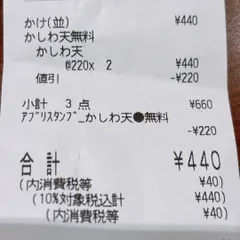 かけ(並) ¥440
かしわ天無料
かしわ天
@220x 2 ¥440
値引 -¥220
小計 3 点 ¥660
アプリスタンプ_かしわ天●無料
-¥220
合計 ¥440
(内消費税等 ¥40)
(10%対象税込計 ¥440)
(内消費税等 ¥40)